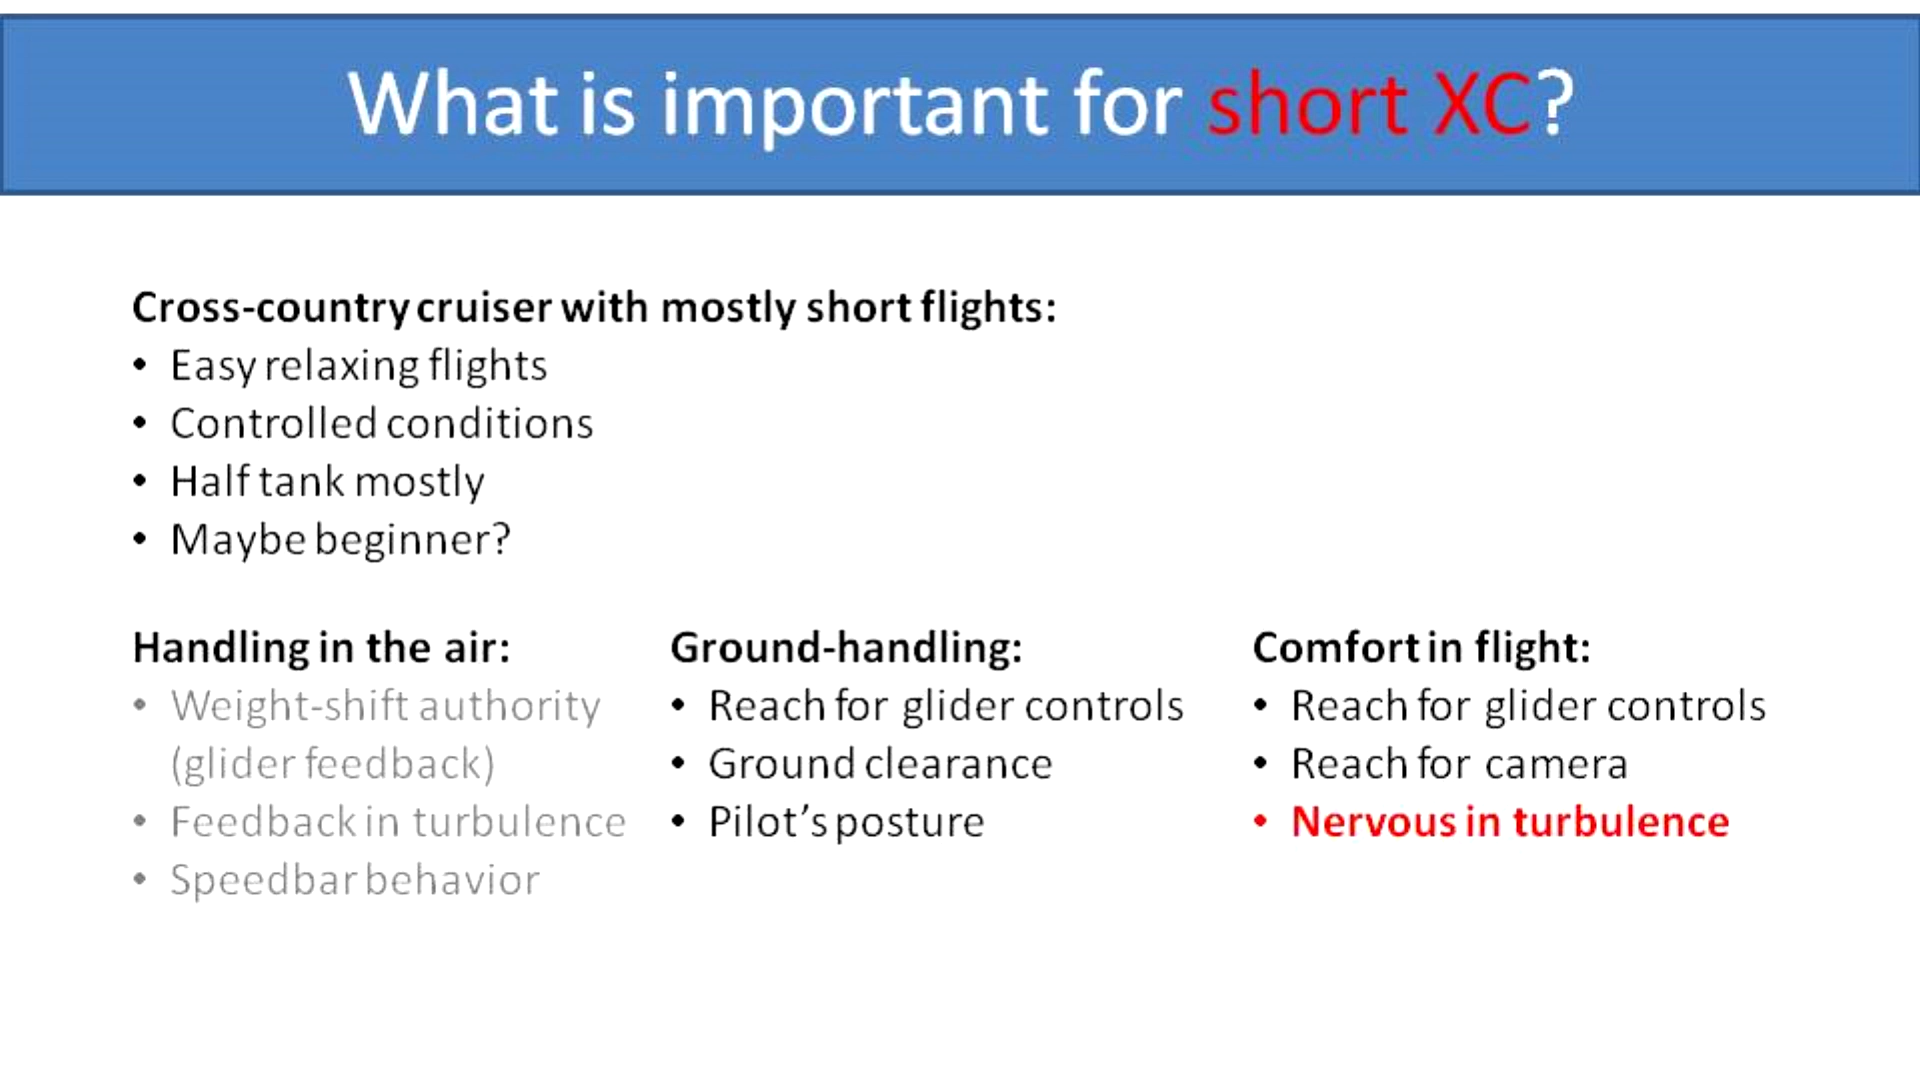 What is important for short XC?
Cross-country cruiser with mostly short flights:
• Easy relaxing flights
• Controlled conditions
• Half tank mostly
• Maybe beginner?
Handling in the air:
• Weight-shift authority
(glider feedback)
• Feedback in turbulence
• Speedbar behavior
Ground-handling:
• Reach for glider controls
• Ground clearance
• Pilot’s posture
Comfort in flight:
• Reach for glider controls
• Reach for camera
• Nervous in turbulence